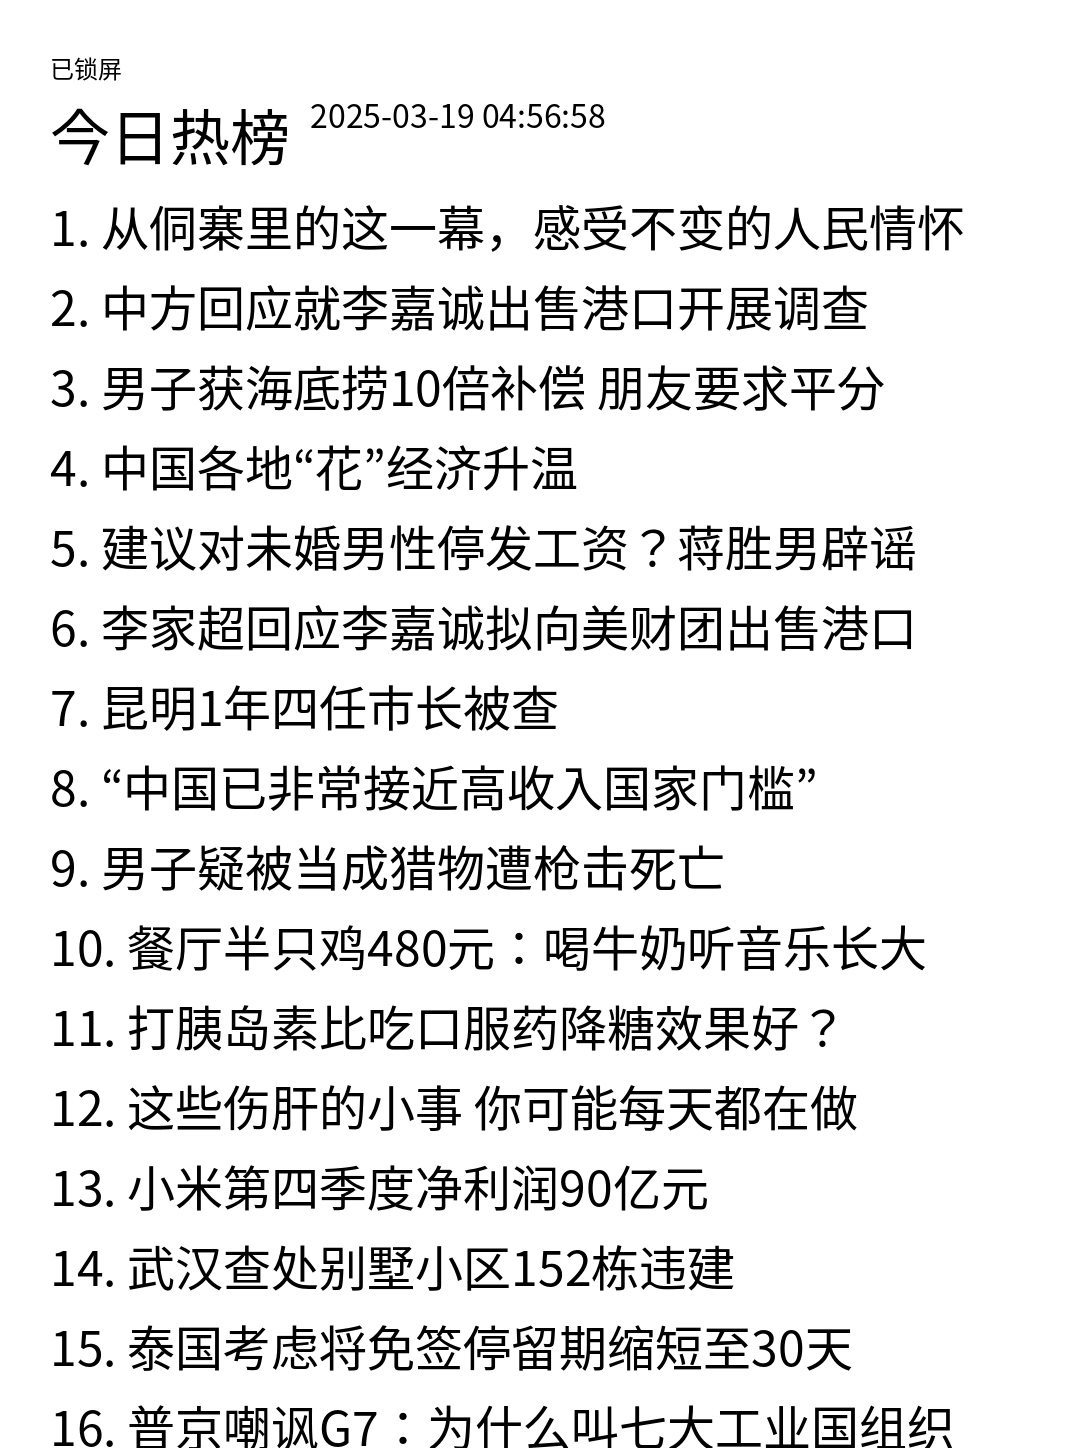 已锁屏
今日热榜 2025-03-19 04:56:58
1. 从侗寨里的这一幕，感受不变的人民情怀
2. 中方回应就李嘉诚出售港口开展调查
3. 男子获海底捞10倍补偿 朋友要求平分
4. 中国各地“花”经济升温
5. 建议对未婚男性停发工资？蒋胜男辟谣
6. 李家超回应李嘉诚拟向美财团出售港口
7. 昆明1年四任市长被查
8. “中国已非常接近高收入国家门槛”
9. 男子疑被当成猎物遭枪击死亡
10. 餐厅半只鸡480元：喝牛奶听音乐长大
11. 打胰岛素比吃口服药降糖效果好？
12. 这些伤肝的小事 你可能每天都在做
13. 小米第四季度净利润90亿元
14. 武汉查处别墅小区152栋违建
15. 泰国考虑将免签停留期缩短至30天
16. 普京嘲讽G7：为什么叫七大工业国组织